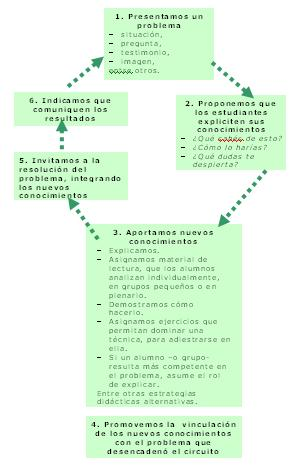 1. Presentamos un
problema
– situación,
– pregunta,
– testimonio,
– imagen,
otros.
6. Indicamos que
comuniquen los
resultados
2. Proponemos que
los estudiantes
expliciten sus
conocimientos
– ¿Qué sabés de esto?
– ¿Cómo lo harías?
– ¿Qué dudas te
despierta?
5. Invitamos a la
resolución del
problema, integrando
los nuevos
conocimientos
3. Aportamos nuevos
conocimientos
– Explicamos.
– Asignamos material de
lectura, que los alumnos
analizan individualmente,
en grupos pequeños o en
plenario.
– Demostramos cómo
hacerlo.
– Asignamos ejercicios que
permitan dominar una
técnica, para adiestrarse en
ella.
– Si un alumno –o grupo-
resulta más competente en
el problema, asume el rol
de explicar.
Entre otras estrategias
didácticas alternativas.
4. Promovemos la vinculación
de los nuevos conocimientos
con el problema que
desencadenó el circuito